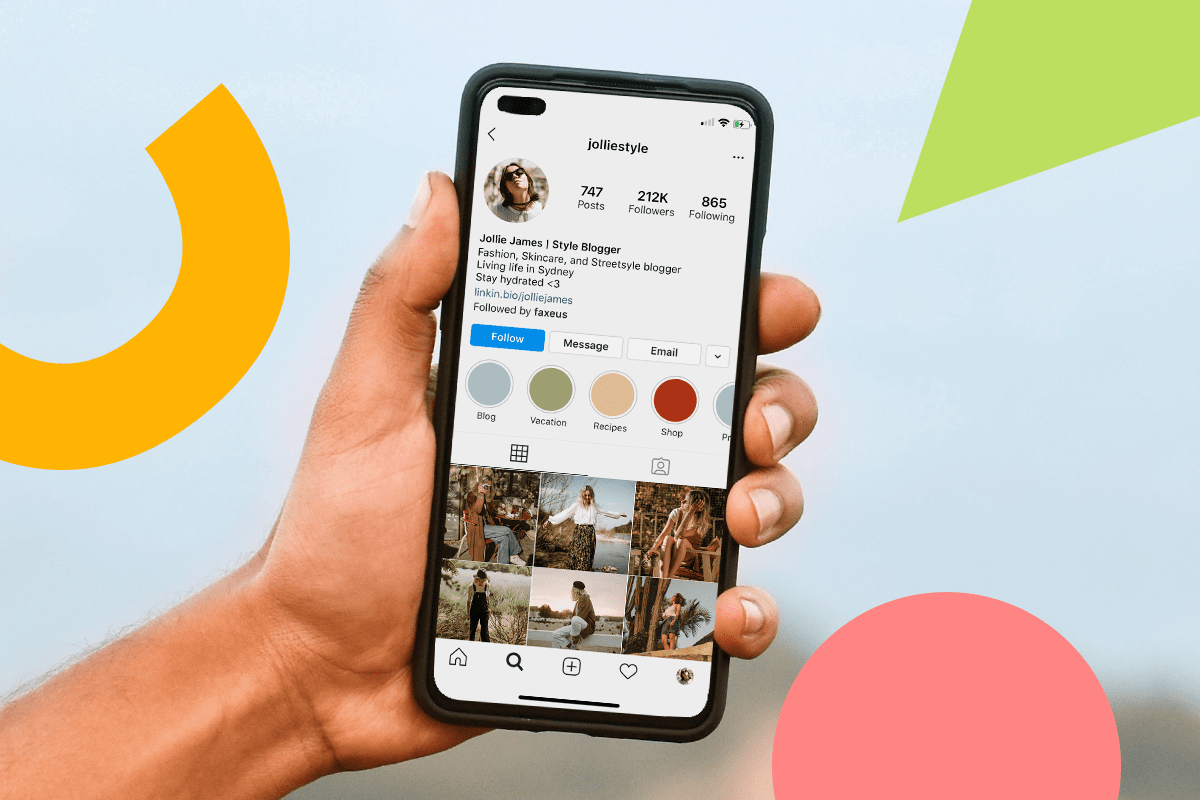 jolliestyle
747 212K 865
Posts Followers Following
Jollie James | Style Blogger
Fashion, Skincare, and Streetsyle blogger
Living life in Sydney
Stay hydrated <3
linkin.bio/jolliejames
Followed by faxeus
Follow Message Email
Blog Vacation Recipes Shop Pr